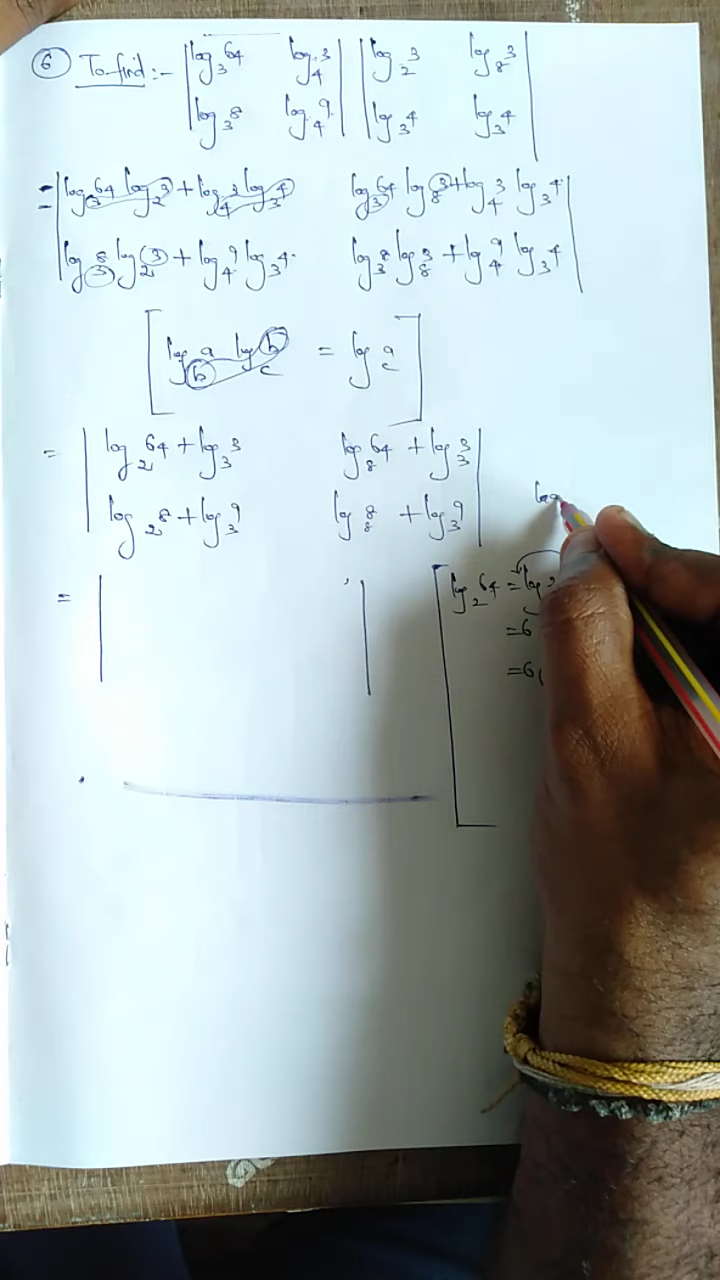 ⑥ To find :- | log₃64 log₄3 | | log₂3 log₈3 |
| log₃8 log₄9 | | log₃4 log₃4 |
= | log₃64 log₂3 + log₄3 log₃4 log₃64 log₈3 + log₄3 log₃4 |
| log₃8 log₂3 + log₄9 log₃4 log₃8 log₈3 + log₄9 log₃4 |
[ log_b a log_c b = log_c a ]
= | log₂64 + log₃3 log₈64 + log₃3 |
| log₂8 + log₃9 log₈8 + log₃9 |
log
= | | [ log₂64 = log
= 6
= 6(